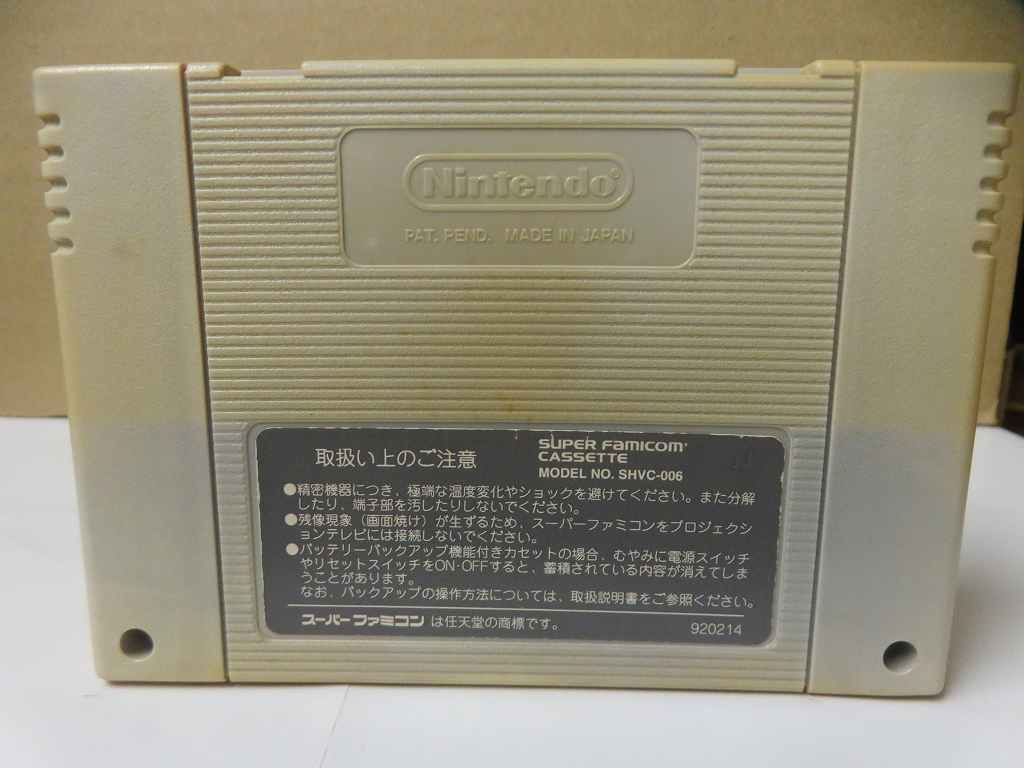 Nintendo®
PAT. PEND. MADE IN JAPAN
取扱い上のご注意
SUPER FAMICOM
CASSETTE
MODEL NO. SHVC-006
●精密機器につき、極端な温度変化やショックを避けてください。また分解
したり、端子部を汚したりしないでください。
●残像現象（画面焼け）が生ずるため、スーパーファミコンをプロジェクシ
ョンテレビには接続しないでください。
●バッテリーバックアップ機能付きカセットの場合、むやみに電源スイッチ
やリセットスイッチをON・OFFすると、蓄積されている内容が消えてしま
うことがあります。
なお、バックアップの操作方法については、取扱説明書をご参照ください。
スーパーファミコンは任天堂の商標です。
920214